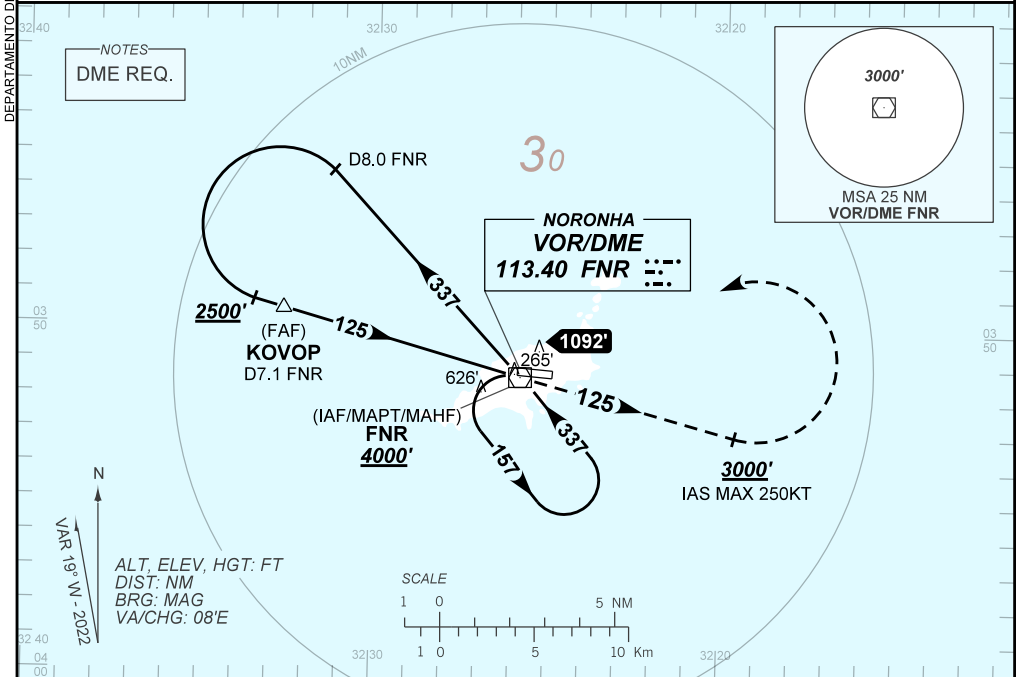 DEPARTAMENTO
32 40
32 30
32 20
NOTES
DME REQ.
10NM
3000'
MSA 25 NM
VOR/DME FNR
D8.0 FNR
30
NORONHA
VOR/DME
113.40 FNR
337
2500'
125
(FAF)
KOVOP
D7.1 FNR
03
50
03
50
1092'
265'
626'
(IAF/MAPT/MAHF)
FNR
4000'
125
337
157
3000'
IAS MAX 250KT
N
VAR 19° W - 2022
ALT, ELEV, HGT: FT
DIST: NM
BRG: MAG
VA/CHG: 08'E
SCALE
1 0 5 NM
1 0 5 10 Km
32 40
32 30
32 20
04
00